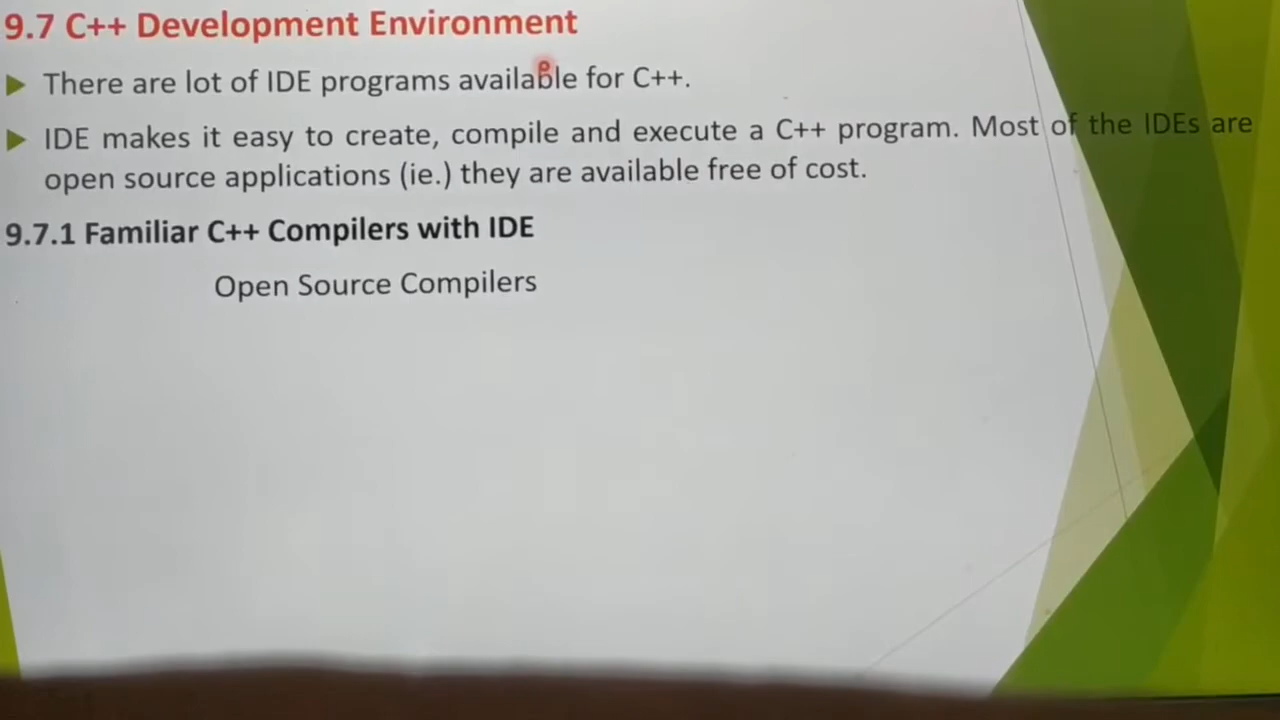 9.7 C++ Development Environment
There are lot of IDE programs available for C++.
IDE makes it easy to create, compile and execute a C++ program. Most of the IDEs are
open source applications (ie.) they are available free of cost.
9.7.1 Familiar C++ Compilers with IDE
Open Source Compilers